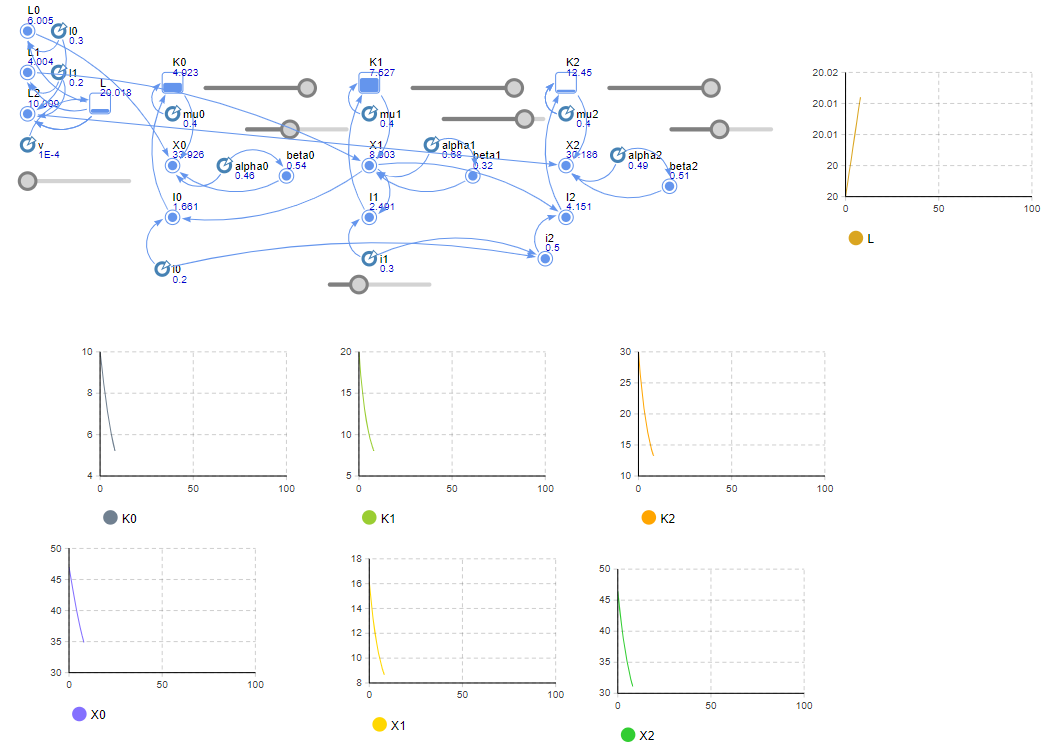 L0
6.005
l0
0.3
L1
4.004
l1
0.2
L
20.018
L2
10.009
v
1E-4
K0
4.923
mu0
0.4
X0
33.926
alpha0
0.46
beta0
0.54
I0
1.661
i0
0.2
K1
7.527
mu1
0.4
X1
8.303
alpha1
0.68
beta1
0.32
I1
2.491
i1
0.3
K2
12.45
mu2
0.4
X2
30.186
alpha2
0.49
beta2
0.51
I2
4.151
i2
0.5
20.02
20.01
20.01
20
20
0 50 100
L
10
8
6
4
0 50 100
K0
20
15
10
5
0 50 100
K1
30
25
20
15
10
0 50 100
K2
50
45
40
35
30
0 50 100
X0
18
16
14
12
10
8
0 50 100
X1
50
45
40
35
30
0 50 100
X2